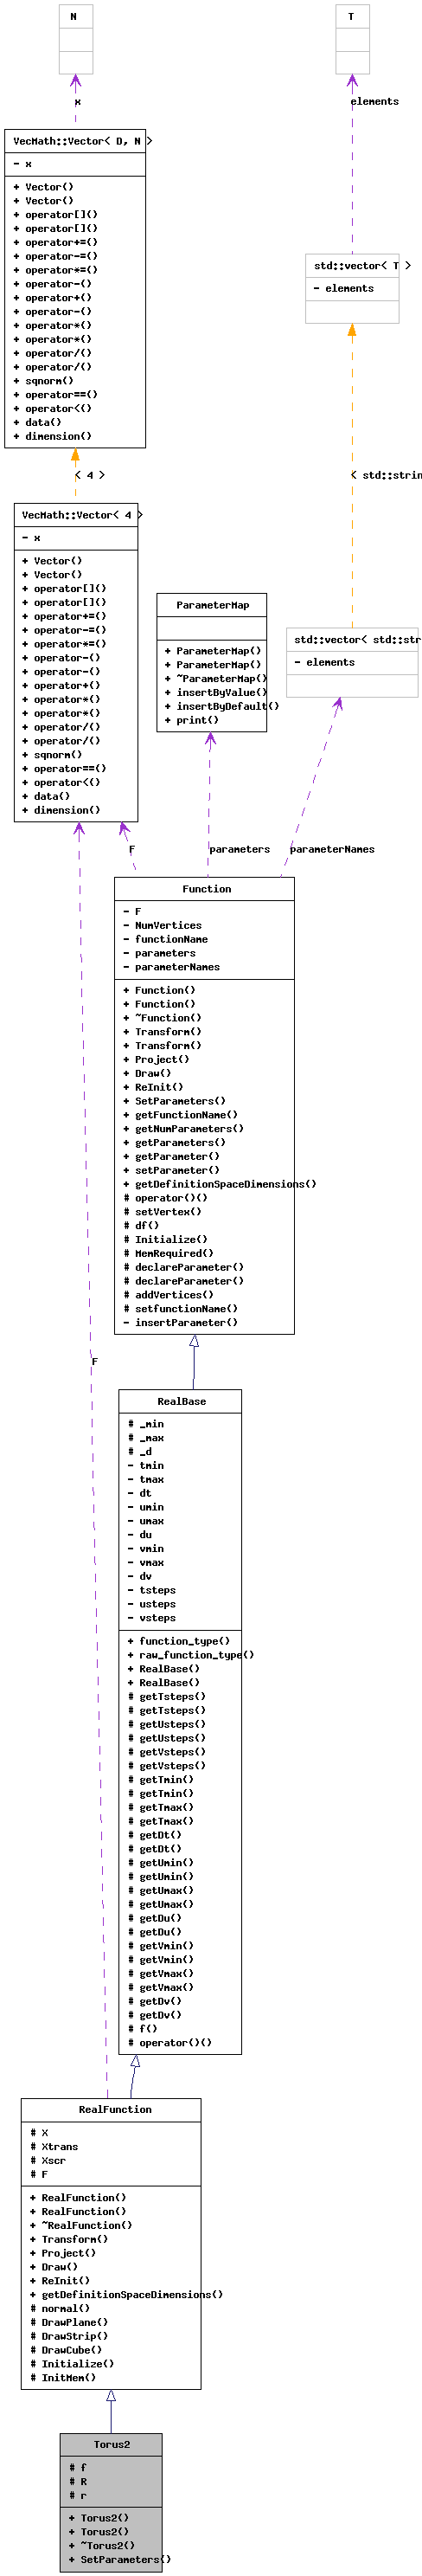 N
T
x
elements
VecMath::Vector< D, N >
- x
+ Vector()
+ Vector()
+ operator[]()
+ operator[]()
+ operator+=()
+ operator-=()
+ operator*=()
+ operator-()
+ operator+()
+ operator-()
+ operator*()
+ operator*()
+ operator/()
+ operator/()
+ sqnorm()
+ operator==()
+ operator<()
+ data()
+ dimension()
std::vector< T >
- elements
< 4 >
< std::strin
VecMath::Vector< 4 >
- x
+ Vector()
+ Vector()
+ operator[]()
+ operator[]()
+ operator+=()
+ operator-=()
+ operator*=()
+ operator-()
+ operator-()
+ operator+()
+ operator*()
+ operator*()
+ operator/()
+ operator/()
+ sqnorm()
+ operator==()
+ operator<()
+ data()
+ dimension()
ParameterMap
+ ParameterMap()
+ ParameterMap()
+ ~ParameterMap()
+ insertByValue()
+ insertByDefault()
+ print()
std::vector< std::str
- elements
F
parameters
parameterNames
Function
- F
- NumVertices
- functionName
- parameters
- parameterNames
+ Function()
+ Function()
+ ~Function()
+ Transform()
+ Transform()
+ Project()
+ Draw()
+ ReInit()
+ SetParameters()
+ getFunctionName()
+ getNumParameters()
+ getParameters()
+ getParameter()
+ setParameter()
+ getDefinitionSpaceDimensions()
# operator()()
# setVertex()
# df()
# Initialize()
# MemRequired()
# declareParameter()
# declareParameter()
# addVertices()
# setfunctionName()
- insertParameter()
F
RealBase
# _min
# _max
# _d
- tmin
- tmax
- dt
- umin
- umax
- du
- vmin
- vmax
- dv
- tsteps
- usteps
- vsteps
+ function_type()
+ raw_function_type()
+ RealBase()
+ RealBase()
# getTsteps()
# getTsteps()
# getUsteps()
# getUsteps()
# getVsteps()
# getVsteps()
# getTmin()
# getTmin()
# getTmax()
# getTmax()
# getDt()
# getDt()
# getUmin()
# getUmin()
# getUmax()
# getUmax()
# getDu()
# getDu()
# getVmin()
# getVmin()
# getVmax()
# getVmax()
# getDv()
# getDv()
# f()
# operator()()
RealFunction
# X
# Xtrans
# Xscr
# F
+ RealFunction()
+ RealFunction()
+ ~RealFunction()
+ Transform()
+ Project()
+ Draw()
+ ReInit()
+ getDefinitionSpaceDimensions()
# normal()
# DrawPlane()
# DrawStrip()
# DrawCube()
# Initialize()
# InitMem()
Torus2
# f
# R
# r
+ Torus2()
+ Torus2()
+ ~Torus2()
+ SetParameters()